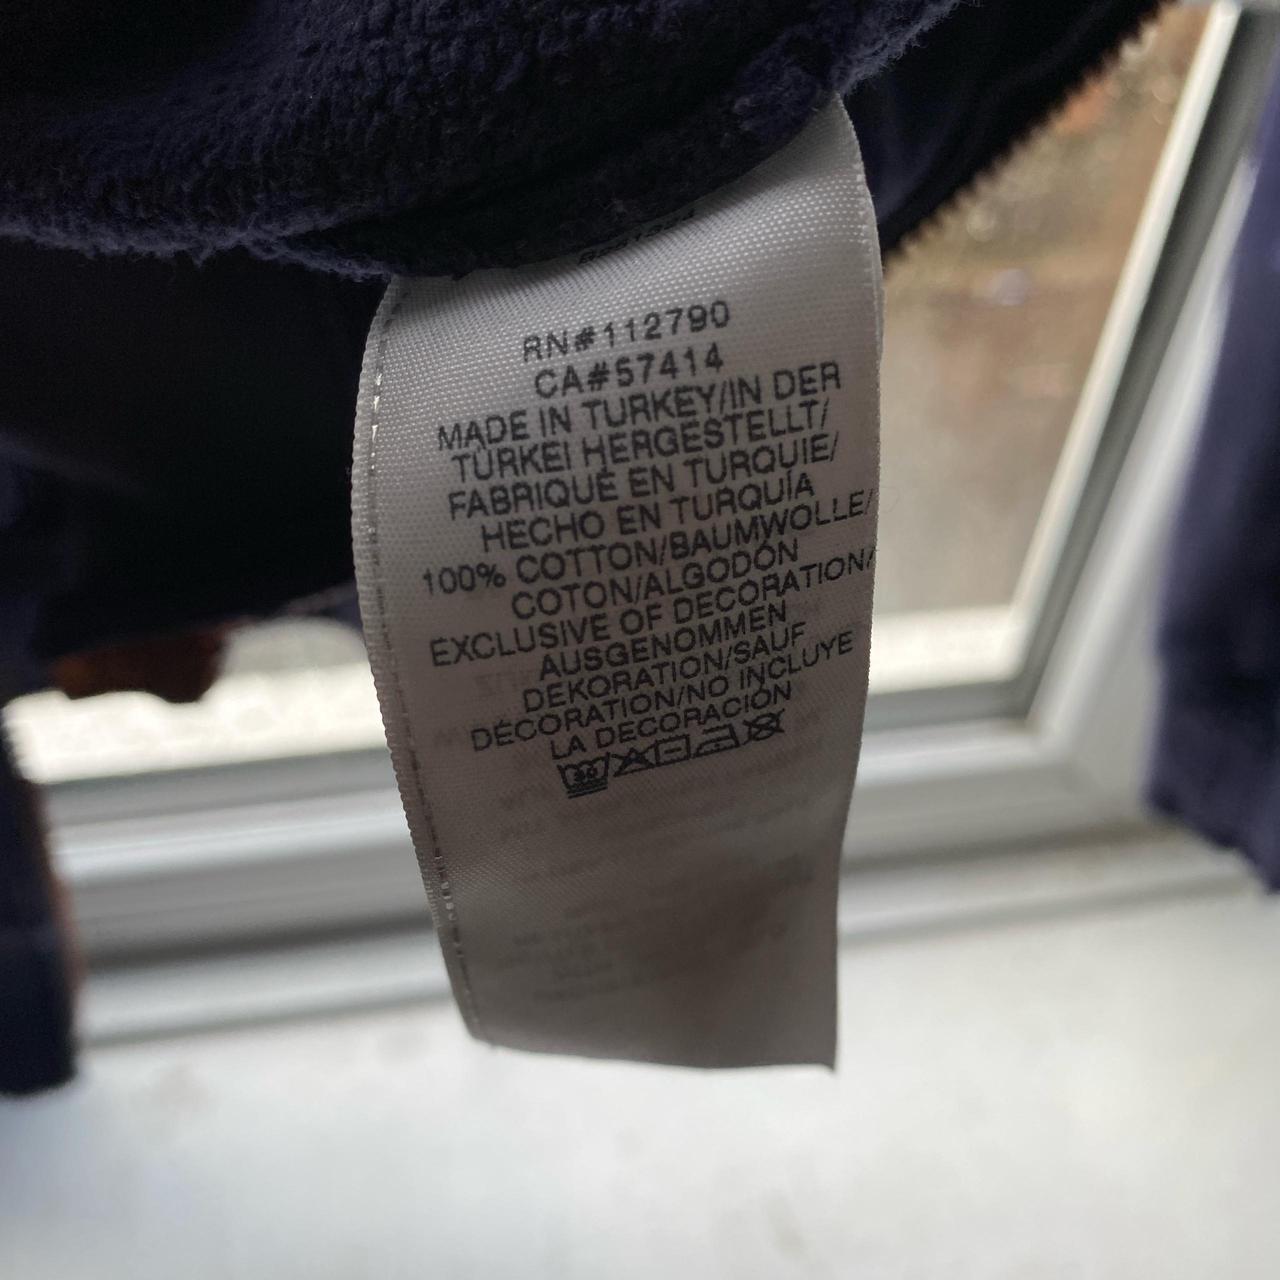 RN#112790
CA#57414
MADE IN TURKEY/IN DER
TÜRKEI HERGESTELLT/
FABRIQUÉ EN TURQUIE/
HECHO EN TURQUÍA
100% COTTON/BAUMWOLLE/
COTON/ALGODÓN
EXCLUSIVE OF DECORATION/
AUSGENOMMEN
DEKORATION/SAUF
DÉCORATION/NO INCLUYE
LA DECORACIÓN
30